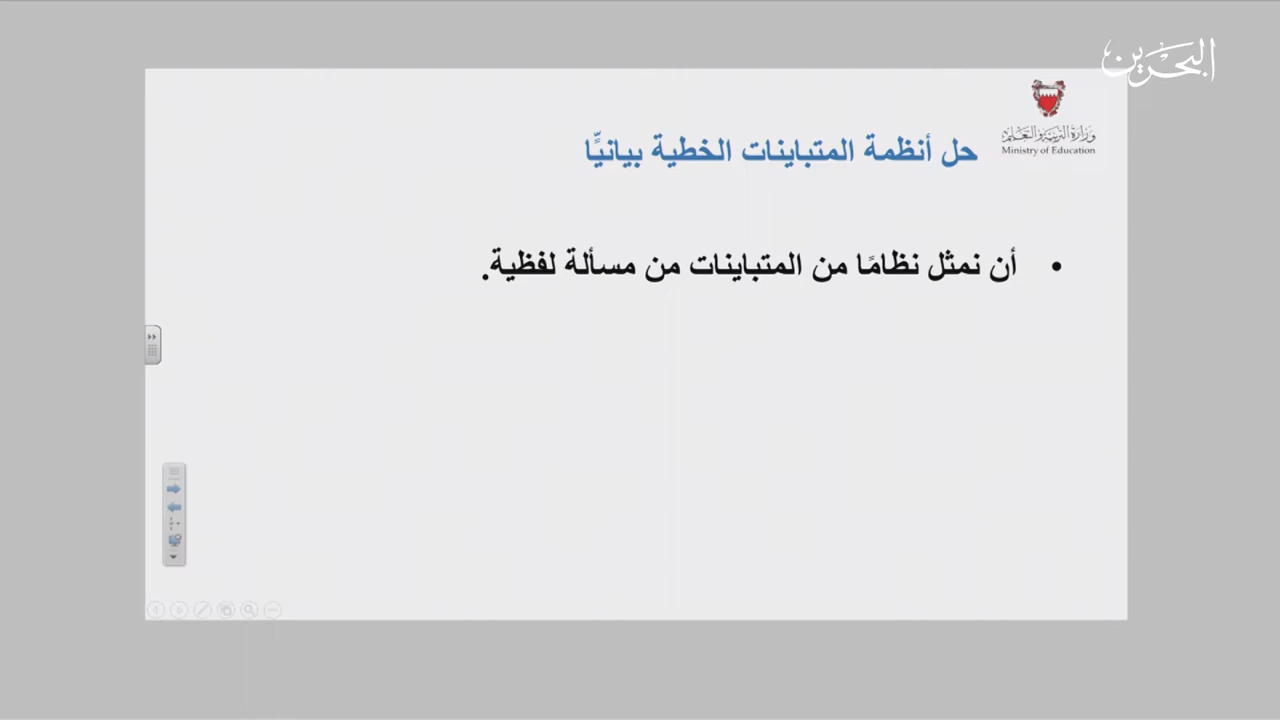 البحرين
وزارة التربية والتعليم
Ministry of Education
حل أنظمة المتباينات الخطية بيانيًّا
• أن نمثل نظامًا من المتباينات من مسألة لفظية.